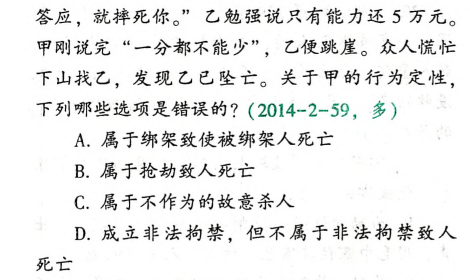 答应，就摔死你。”乙勉强说只有能力还 5 万元。
甲刚说完“一分都不能少”，乙便跳崖。众人慌忙
下山找乙，发现乙已坠亡。关于甲的行为定性，
下列哪些选项是错误的？(2014-2-59，多)
A. 属于绑架致使被绑架人死亡
B. 属于抢劫致人死亡
C. 属于不作为的故意杀人
D. 成立非法拘禁，但不属于非法拘禁致人
死亡